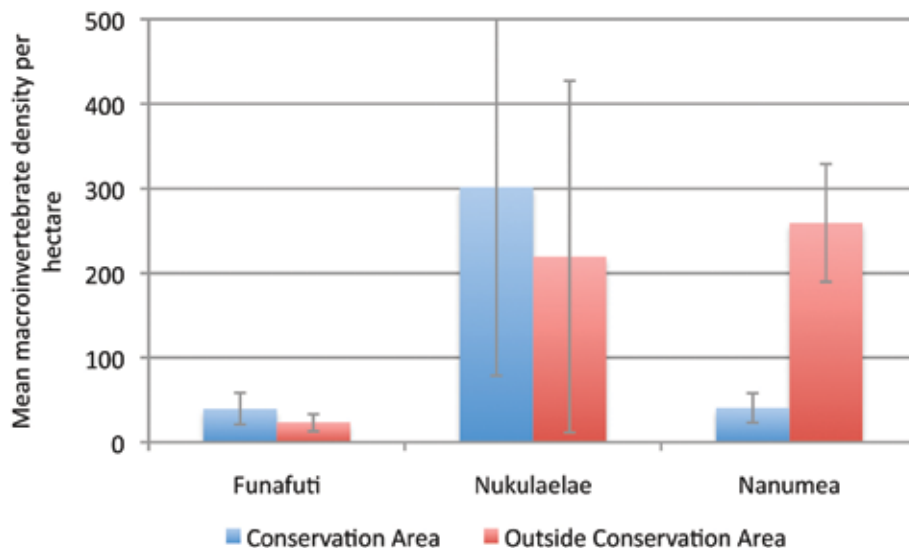 Mean macroinvertebrate density per
hectare
500
400
300
200
100
0
Funafuti Nukulaelae Nanumea
Conservation Area Outside Conservation Area